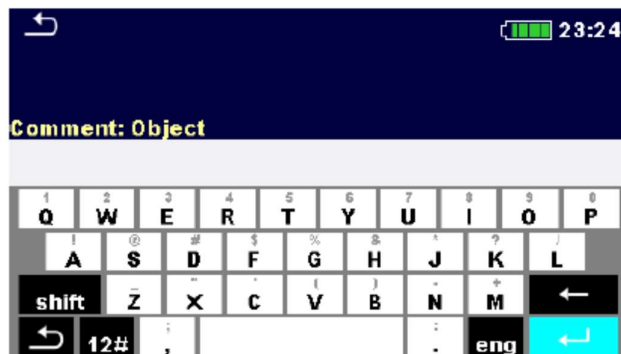 23:24
Comment: Object
1 2 3 4 5 6 7 8 9 0
Q W E R T Y U I O P
! @ # $ % & * ? /
A S D F G H J K L
_ " ' ( ) - +
shift Z X C V B N M
; :
12# , . eng